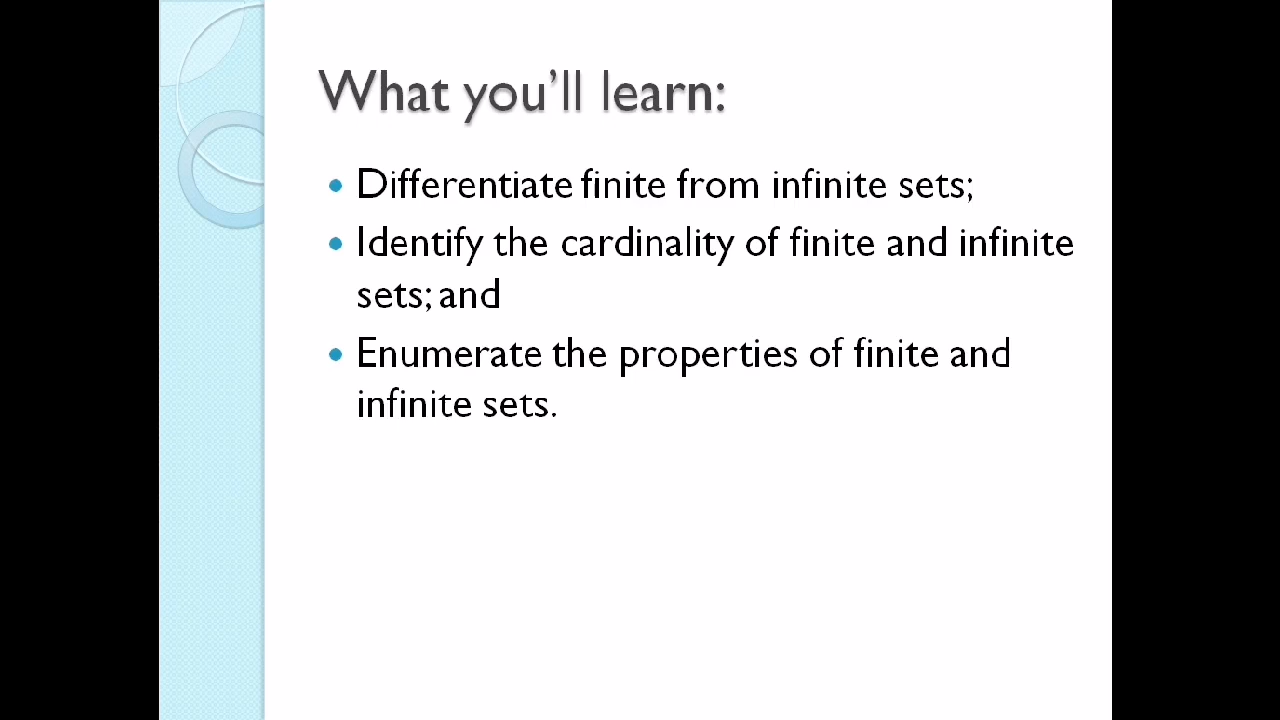 What you’ll learn:
Differentiate finite from infinite sets;
Identify the cardinality of finite and infinite
sets; and
Enumerate the properties of finite and
infinite sets.